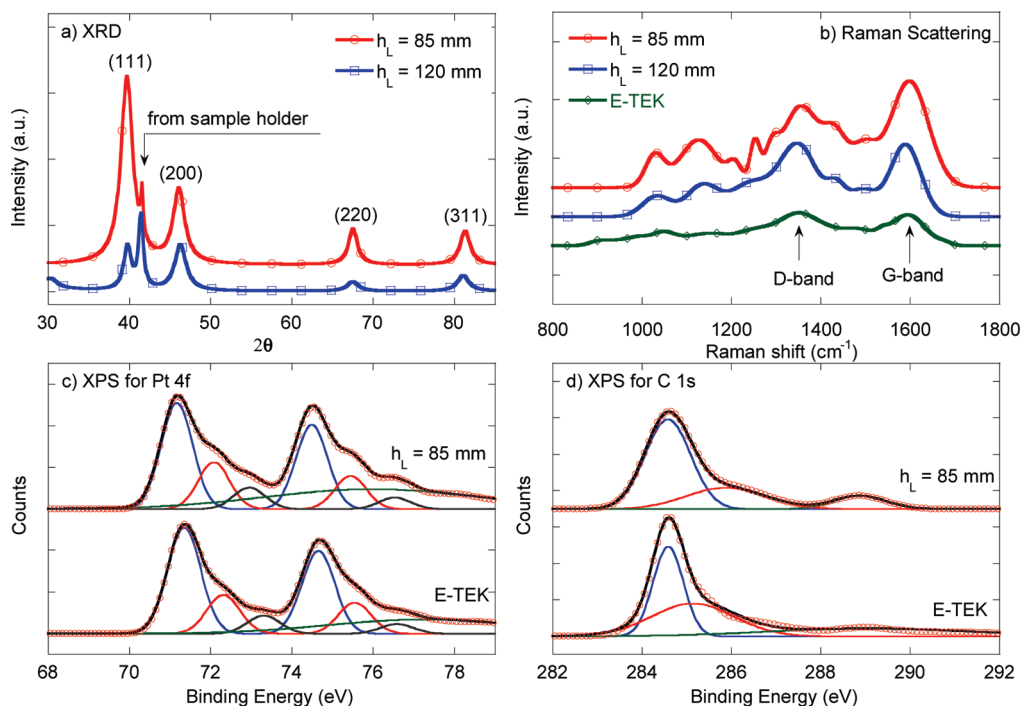 a) XRD
h_L = 85 mm
h_L = 120 mm
(111)
from sample holder
(200)
(220)
(311)
Intensity (a.u.)
30 40 50 60 70 80
2θ
b) Raman Scattering
h_L = 85 mm
h_L = 120 mm
E-TEK
D-band
G-band
Intensity (a.u.)
800 1000 1200 1400 1600 1800
Raman shift (cm⁻¹)
c) XPS for Pt 4f
h_L = 85 mm
E-TEK
Counts
68 70 72 74 76 78
Binding Energy (eV)
d) XPS for C 1s
h_L = 85 mm
E-TEK
Counts
282 284 286 288 290 292
Binding Energy (eV)